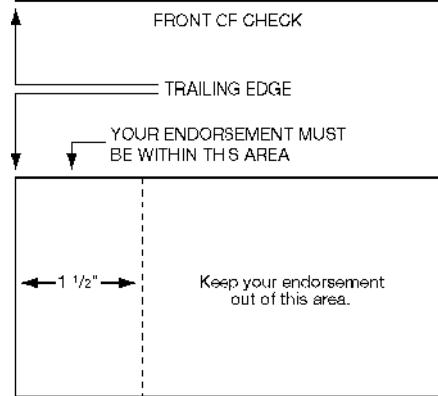 FRONT CF CHECK
TRAILING EDGE
YOUR ENDORSEMENT MUST
BE WITHIN TH S AREA
1 1/2"
Keep your endorsement
out of this area.